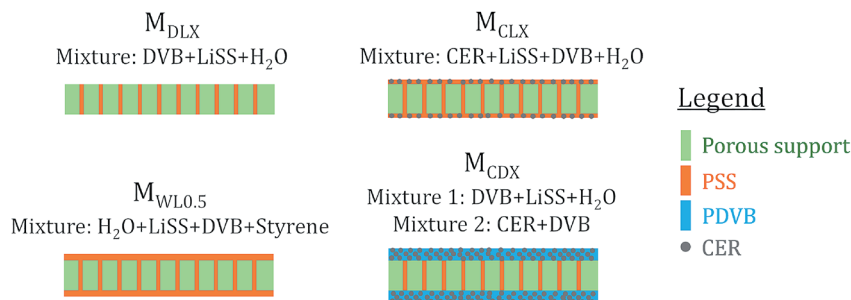 M_DLX
Mixture: DVB+LiSS+H₂O
M_CLX
Mixture: CER+LiSS+DVB+H₂O
M_WL0.5
Mixture: H₂O+LiSS+DVB+Styrene
M_CDX
Mixture 1: DVB+LiSS+H₂O
Mixture 2: CER+DVB
Legend
Porous support
PSS
PDVB
CER